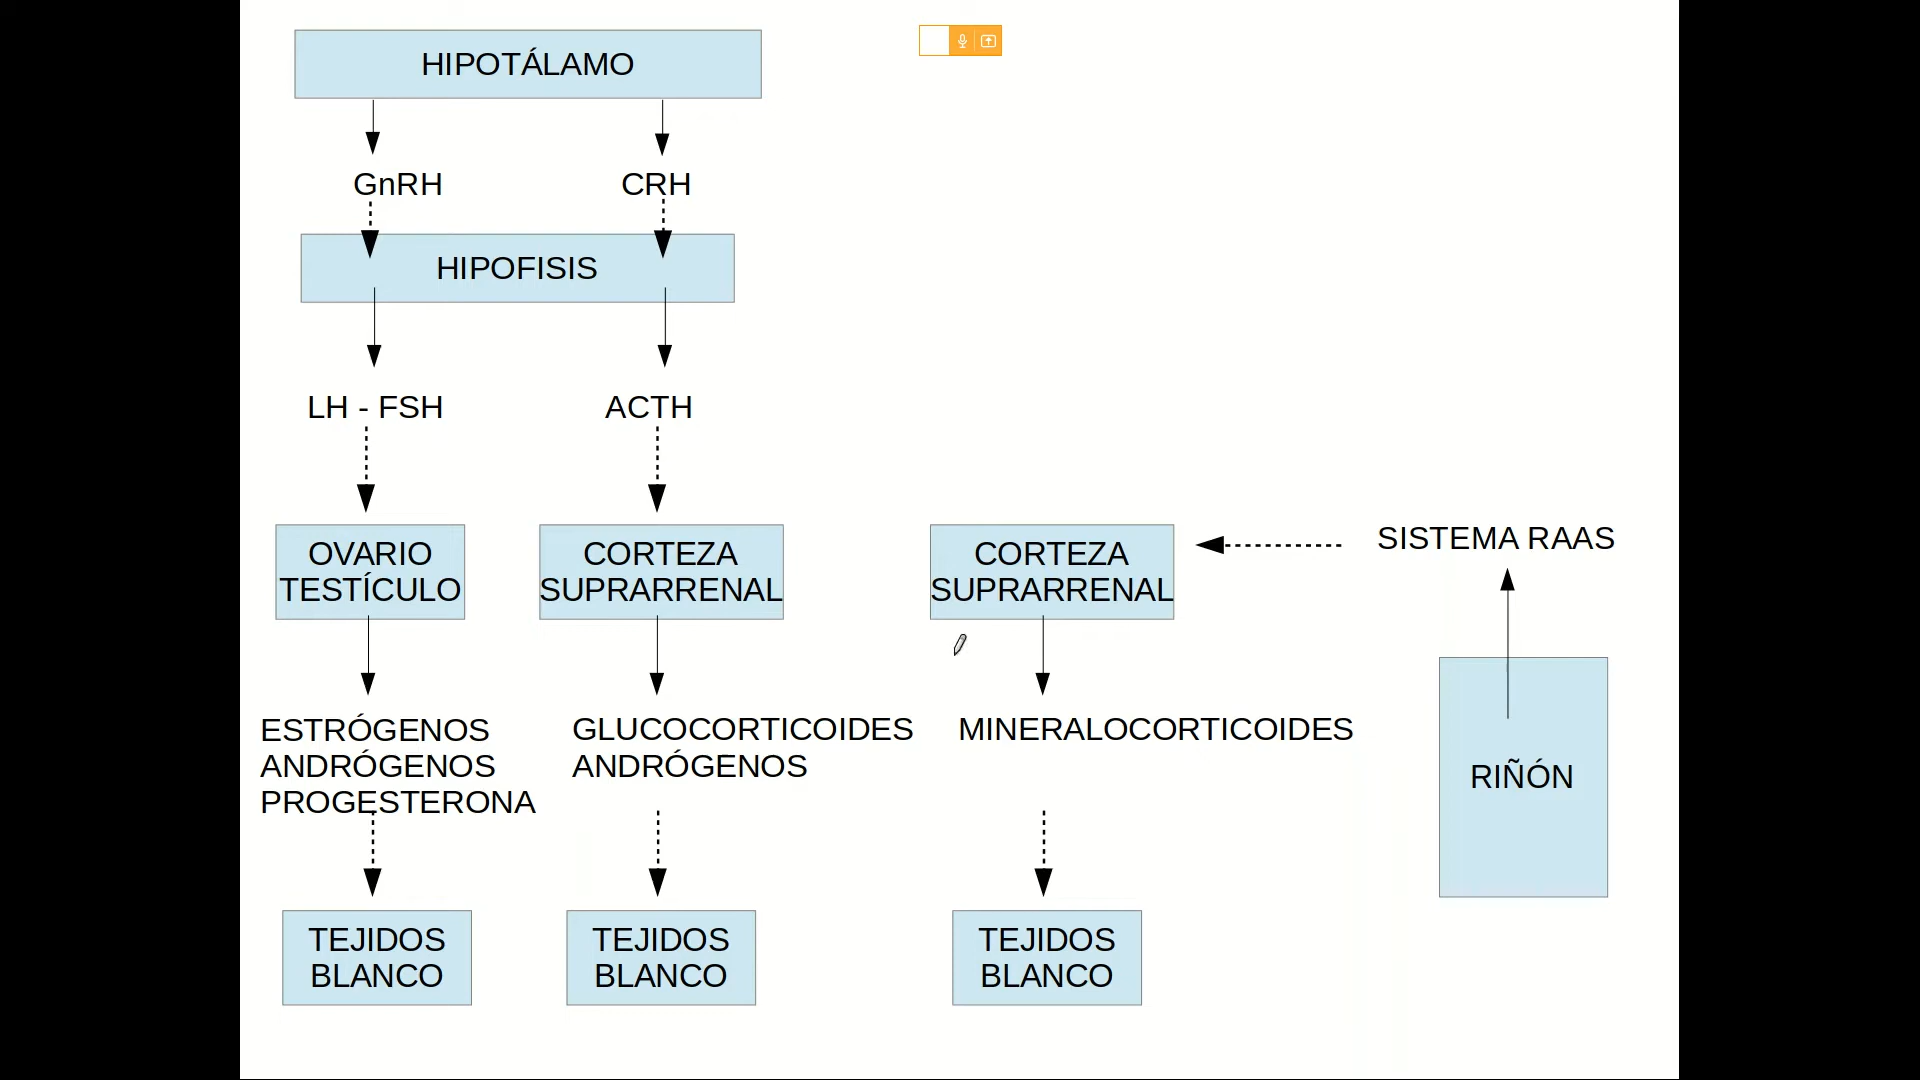 HIPOTÁLAMO
GnRH
CRH
HIPOFISIS
LH - FSH
ACTH
OVARIO
TESTÍCULO
CORTEZA
SUPRARRENAL
CORTEZA
SUPRARRENAL
SISTEMA RAAS
ESTRÓGENOS
ANDRÓGENOS
PROGESTERONA
GLUCOCORTICOIDES
ANDRÓGENOS
MINERALOCORTICOIDES
RIÑÓN
TEJIDOS
BLANCO
TEJIDOS
BLANCO
TEJIDOS
BLANCO